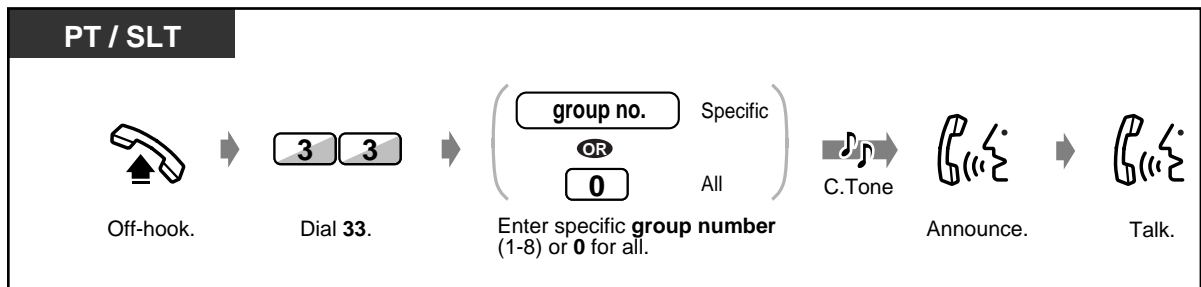 PT / SLT
group no.
Specific
OR
3 3
0
All
C.Tone
Off-hook.
Dial 33.
Enter specific group number
(1-8) or 0 for all.
Announce.
Talk.